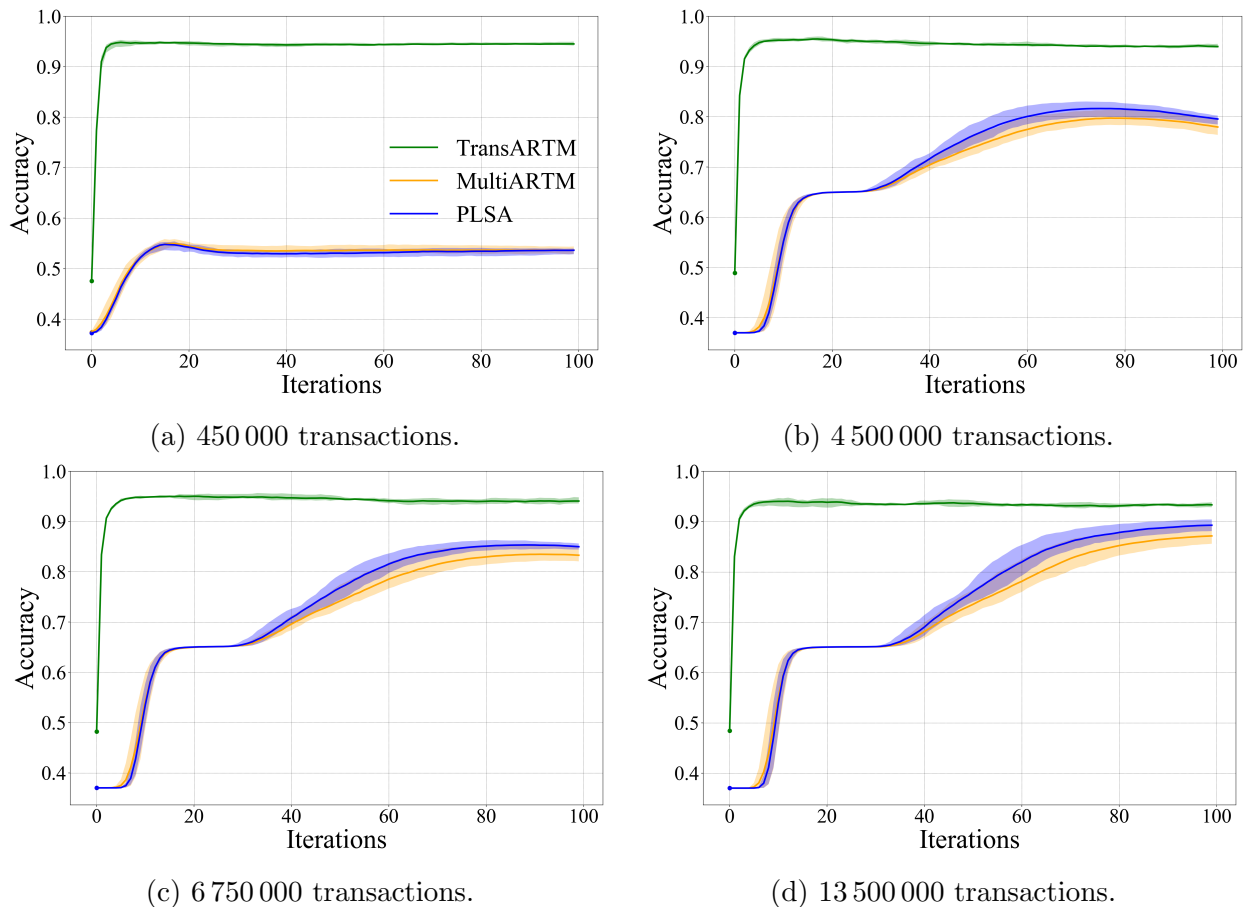 1.0
0.9
0.8
0.7
0.6
0.5
0.4
Accuracy
TransARTM
MultiARTM
PLSA
0 20 40 60 80 100
Iterations
(a) 450 000 transactions.
1.0
0.9
0.8
0.7
0.6
0.5
0.4
Accuracy
0 20 40 60 80 100
Iterations
(b) 4 500 000 transactions.
1.0
0.9
0.8
0.7
0.6
0.5
0.4
Accuracy
0 20 40 60 80 100
Iterations
(c) 6 750 000 transactions.
1.0
0.9
0.8
0.7
0.6
0.5
0.4
Accuracy
0 20 40 60 80 100
Iterations
(d) 13 500 000 transactions.